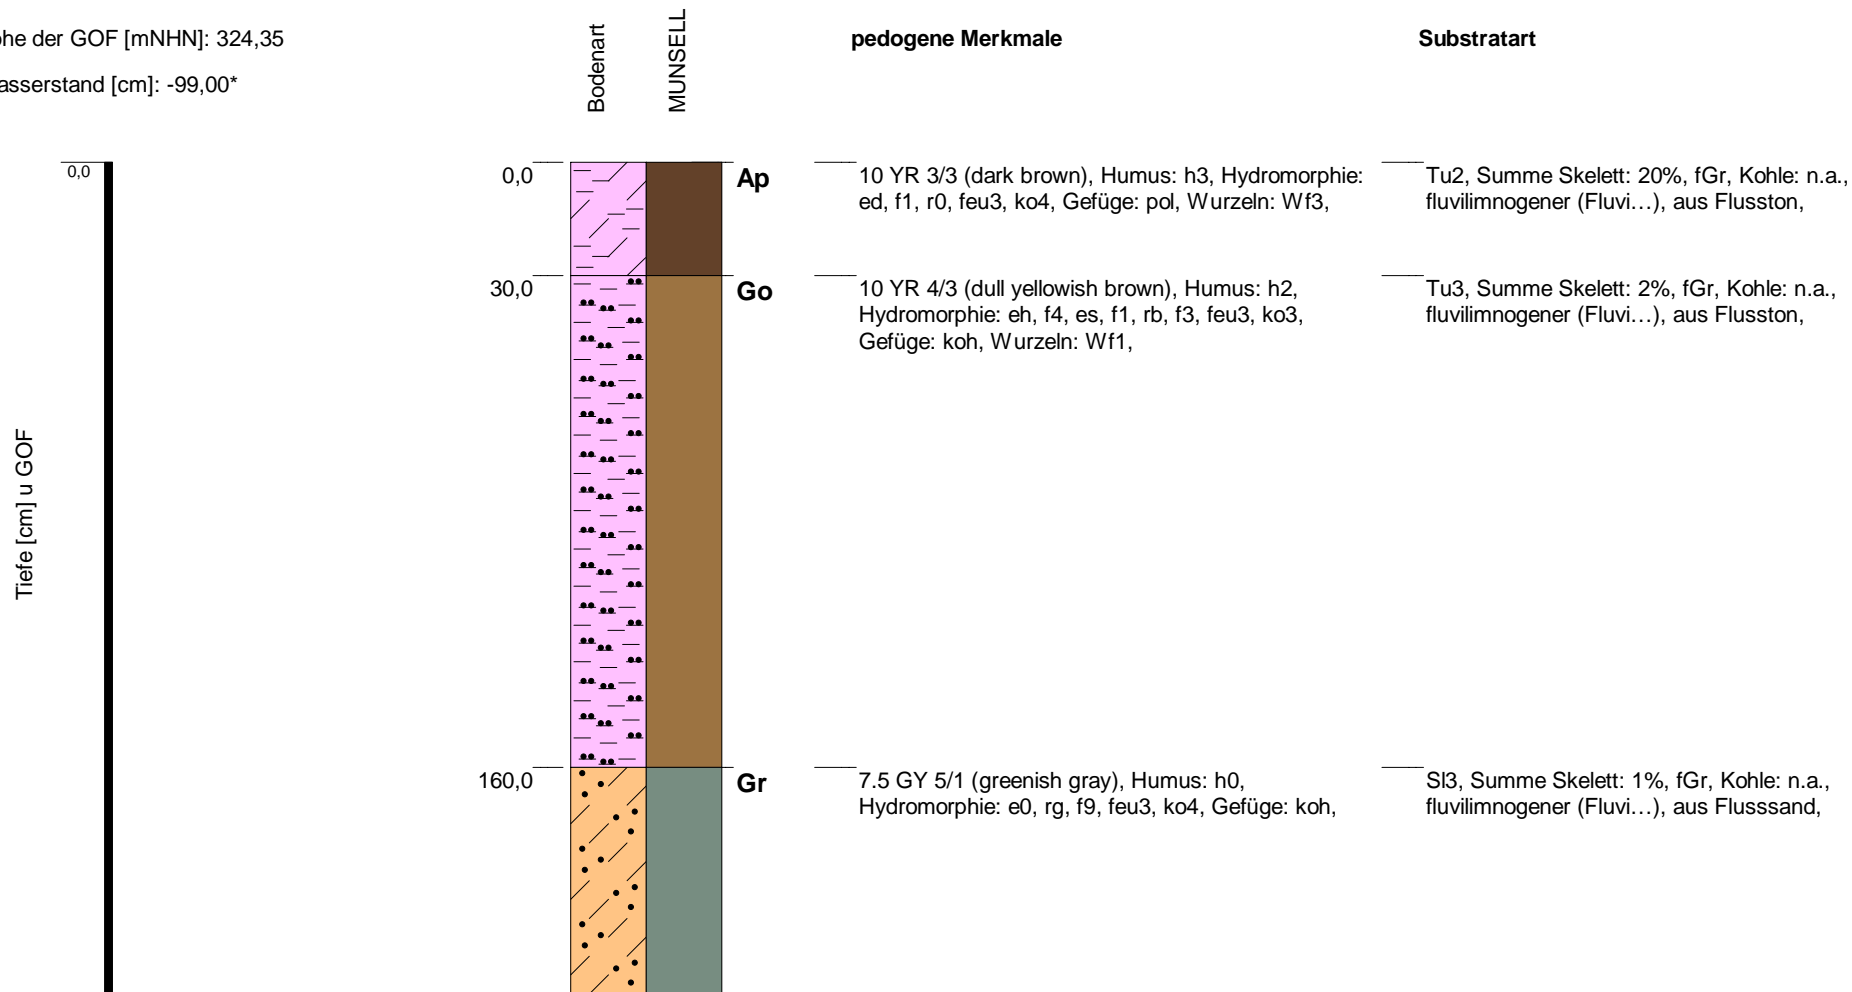 öhe der GOF [mNHN]: 324,35
asserstand [cm]: -99,00*
Bodenart
MUNSELL
pedogene Merkmale
Substratart
Tiefe [cm] u GOF
0,0
0,0
Ap
10 YR 3/3 (dark brown), Humus: h3, Hydromorphie:
ed, f1, r0, feu3, ko4, Gefüge: pol, Wurzeln: Wf3,
Tu2, Summe Skelett: 20%, fGr, Kohle: n.a.,
fluvilimnogener (Fluvi…), aus Flusston,
30,0
Go
10 YR 4/3 (dull yellowish brown), Humus: h2,
Hydromorphie: eh, f4, es, f1, rb, f3, feu3, ko3,
Gefüge: koh, Wurzeln: Wf1,
Tu3, Summe Skelett: 2%, fGr, Kohle: n.a.,
fluvilimnogener (Fluvi…), aus Flusston,
160,0
Gr
7.5 GY 5/1 (greenish gray), Humus: h0,
Hydromorphie: e0, rg, f9, feu3, ko4, Gefüge: koh,
Sl3, Summe Skelett: 1%, fGr, Kohle: n.a.,
fluvilimnogener (Fluvi…), aus Flusssand,